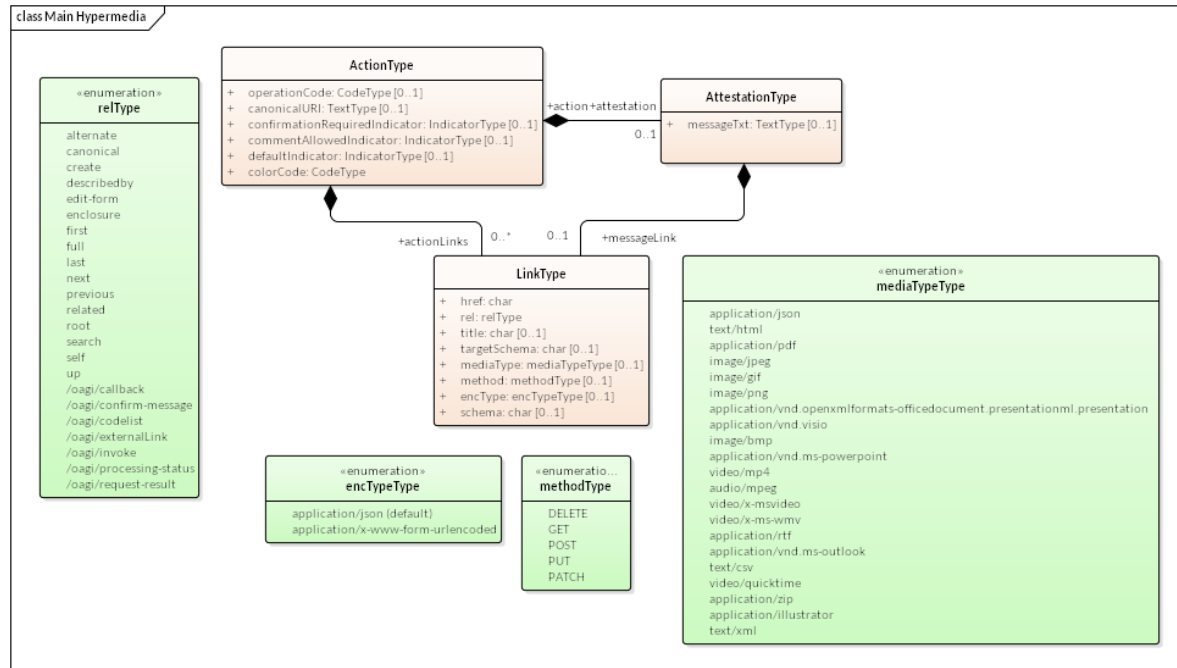 class Main Hypermedia
«enumeration»
relType
alternate
canonical
create
describedby
edit-form
enclosure
first
full
last
next
previous
related
root
search
self
up
/oagi/callback
/oagi/confirm-message
/oagi/codelist
/oagi/externalLink
/oagi/invoke
/oagi/processing-status
/oagi/request-result
ActionType
+ operationCode: CodeType [0..1]
+ canonicalURI: TextType [0..1]
+ confirmationRequiredIndicator: IndicatorType [0..1]
+ commentAllowedIndicator: IndicatorType [0..1]
+ defaultIndicator: IndicatorType [0..1]
+ colorCode: CodeType
+action +attestation
0..1
AttestationType
+ messageTxt: TextType [0..1]
+actionLinks
0..*
0..1
+messageLink
LinkType
+ href: char
+ rel: relType
+ title: char [0..1]
+ targetSchema: char [0..1]
+ mediaType: mediaTypeType [0..1]
+ method: methodType [0..1]
+ encType: encTypeType [0..1]
+ schema: char [0..1]
«enumeration»
encTypeType
application/json (default)
application/x-www-form-urlencoded
«enumeratio...
methodType
DELETE
GET
POST
PUT
PATCH
«enumeration»
mediaTypeType
application/json
text/html
application/pdf
image/jpeg
image/gif
image/png
application/vnd.openxmlformats-officedocument.presentationml.presentation
application/vnd.visio
image/bmp
application/vnd.ms-powerpoint
video/mp4
audio/mpeg
video/x-msvideo
video/x-ms-wmv
application/rtf
application/vnd.ms-outlook
text/csv
video/quicktime
application/zip
application/illustrator
text/xml